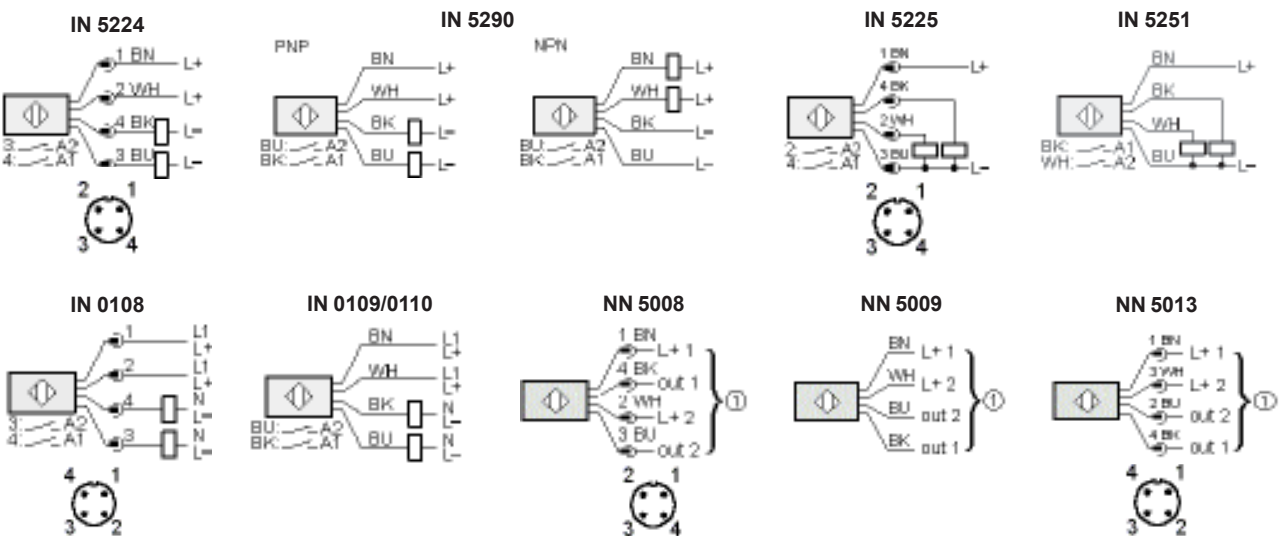 IN 5224
1 BN L+
2 WH L+
4 BK L–
3 BU L–
3: A2
4: A1
2 1
3 4
IN 5290
PNP
BN L+
WH L+
BK L–
BU L–
BU: A2
BK: A1
NPN
BN L+
WH L+
BK L–
BU L–
BU: A2
BK: A1
IN 5225
1 BN L+
4 BK
2 WH
3 BU L–
2: A2
4: A1
2 1
3 4
IN 5251
BN L+
BK
WH
BU L–
BK: A1
WH: A2
IN 0108
1 L1
L+
2 L1
L+
4 N
L–
3 N
L–
3: A2
4: A1
4 1
3 2
IN 0109/0110
BN L1
L+
WH L1
L+
BK N
L–
BU N
L–
BU: A2
BK: A1
NN 5008
1 BN L+ 1
4 BK out 1
2 WH L+ 2
3 BU out 2
①
2 1
3 4
NN 5009
BN L+ 1
WH L+ 2
BU out 2
BK out 1
①
NN 5013
1 BN L+ 1
3 WH L+ 2
2 BU out 2
4 BK out 1
①
4 1
3 2